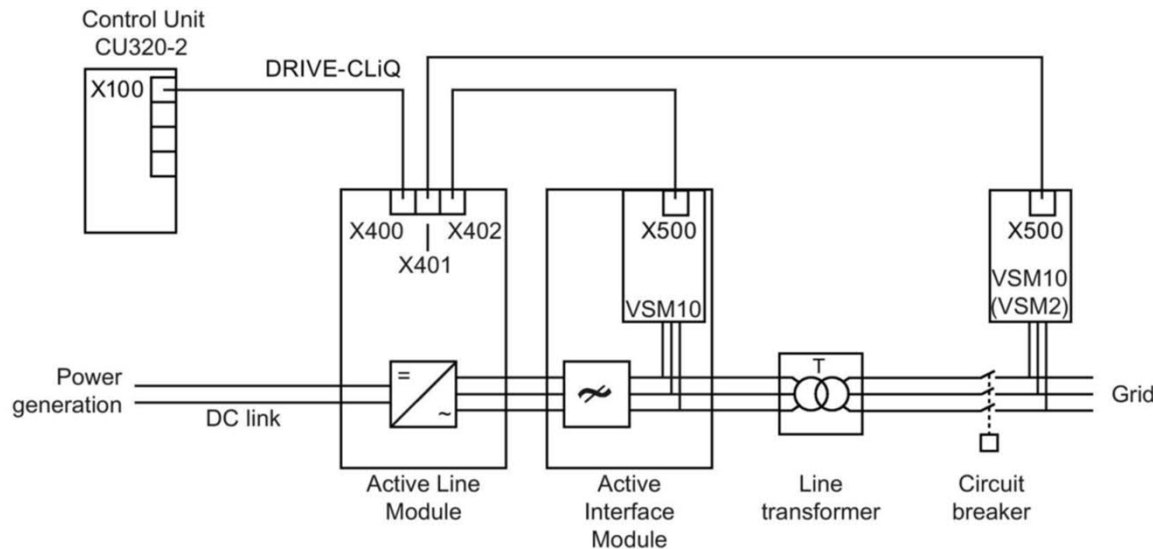 Control Unit
CU320-2
X100
DRIVE-CLiQ
X400
X402
X401
X500
VSM10
X500
VSM10
(VSM2)
T
=
~
Power
generation
DC link
Grid
Active Line
Module
Active
Interface
Module
Line
transformer
Circuit
breaker